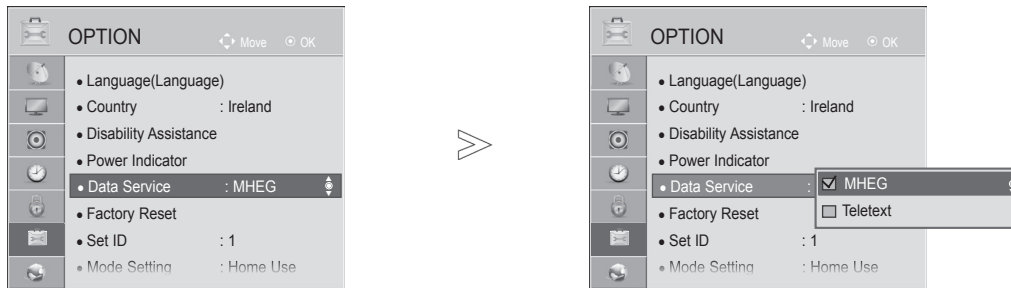 OPTION
Move OK
• Language(Language)
• Country : Ireland
• Disability Assistance
• Power Indicator
• Data Service : MHEG
• Factory Reset
• Set ID : 1
• Mode Setting : Home Use
>
OPTION
Move OK
• Language(Language)
• Country : Ireland
• Disability Assistance
• Power Indicator
• Data Service :
MHEG
Teletext
• Factory Reset
• Set ID : 1
• Mode Setting : Home Use